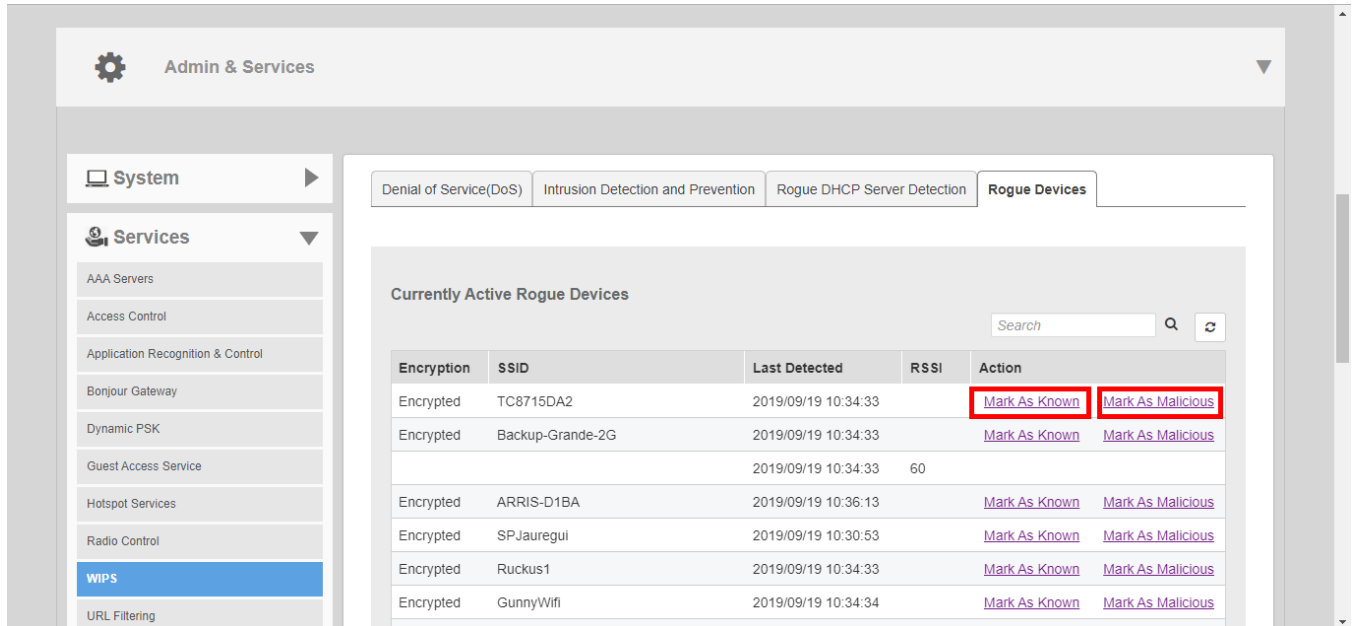 Admin & Services
System
Services
AAA Servers
Access Control
Application Recognition & Control
Bonjour Gateway
Dynamic PSK
Guest Access Service
Hotspot Services
Radio Control
WIPS
URL Filtering
Denial of Service(DoS) Intrusion Detection and Prevention Rogue DHCP Server Detection Rogue Devices
Currently Active Rogue Devices
Search
Encryption SSID Last Detected RSSI Action
Encrypted TC8715DA2 2019/09/19 10:34:33 Mark As Known Mark As Malicious
Encrypted Backup-Grande-2G 2019/09/19 10:34:33 Mark As Known Mark As Malicious
2019/09/19 10:34:33 60
Encrypted ARRIS-D1BA 2019/09/19 10:36:13 Mark As Known Mark As Malicious
Encrypted SPJauregui 2019/09/19 10:30:53 Mark As Known Mark As Malicious
Encrypted Ruckus1 2019/09/19 10:34:33 Mark As Known Mark As Malicious
Encrypted GunnyWifi 2019/09/19 10:34:34 Mark As Known Mark As Malicious